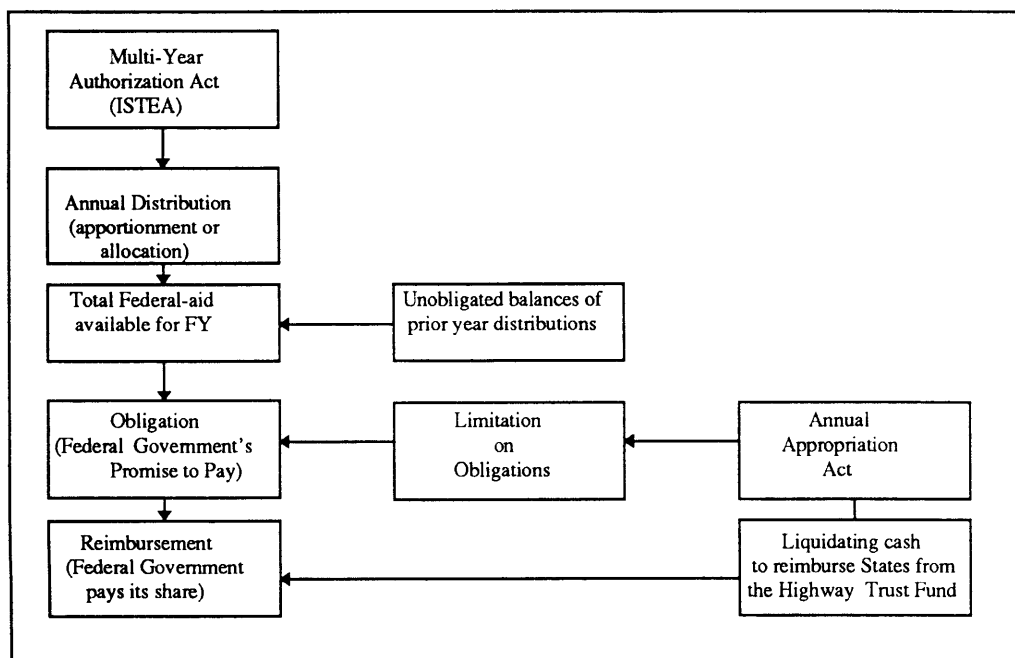 Multi-Year
Authorization Act
(ISTEA)
Annual Distribution
(apportionment or
allocation)
Total Federal-aid
available for FY
Unobligated balances of
prior year distributions
Obligation
(Federal Government's
Promise to Pay)
Limitation
on
Obligations
Annual
Appropriation
Act
Reimbursement
(Federal Government
pays its share)
Liquidating cash
to reimburse States from
the Highway Trust Fund